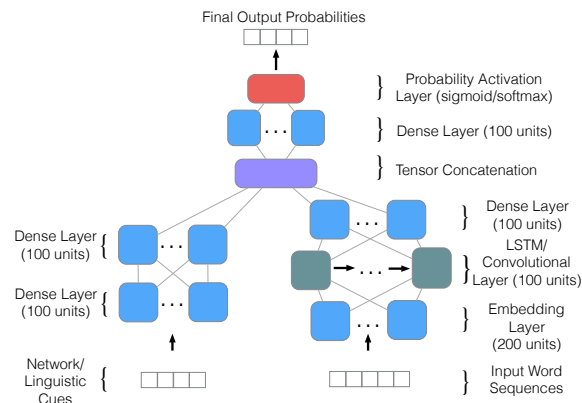 Final Output Probabilities
Probability Activation
Layer (sigmoid/softmax)
Dense Layer (100 units)
Tensor Concatenation
Dense Layer
(100 units)
Dense Layer
(100 units)
LSTM/
Convolutional
Layer (100 units)
Dense Layer
(100 units)
Embedding
Layer
(200 units)
Network/
Linguistic
Cues
Input Word
Sequences